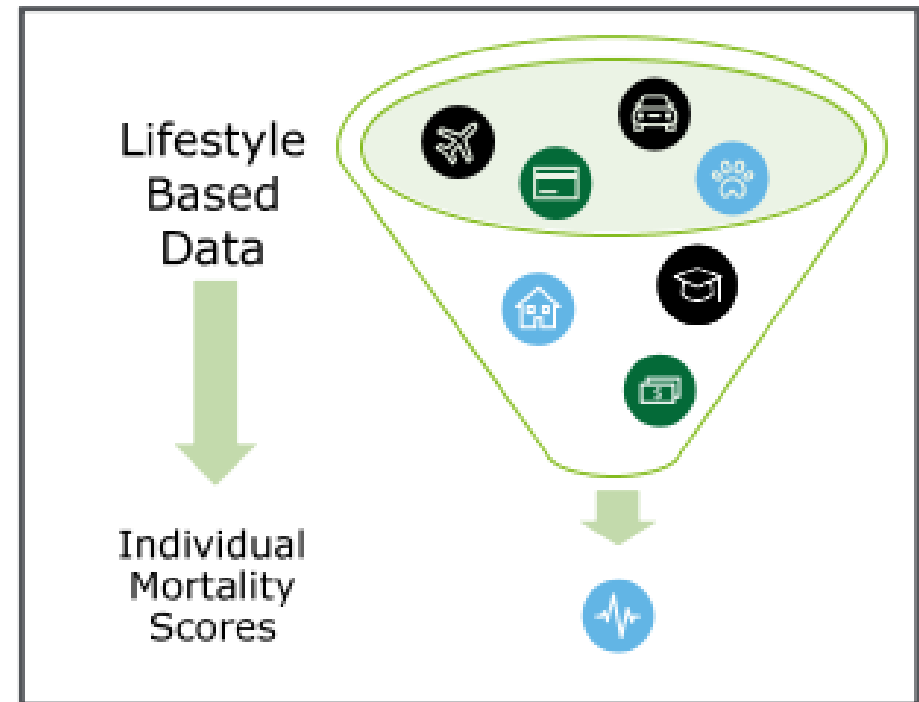 Lifestyle
Based
Data
Individual
Mortality
Scores
$